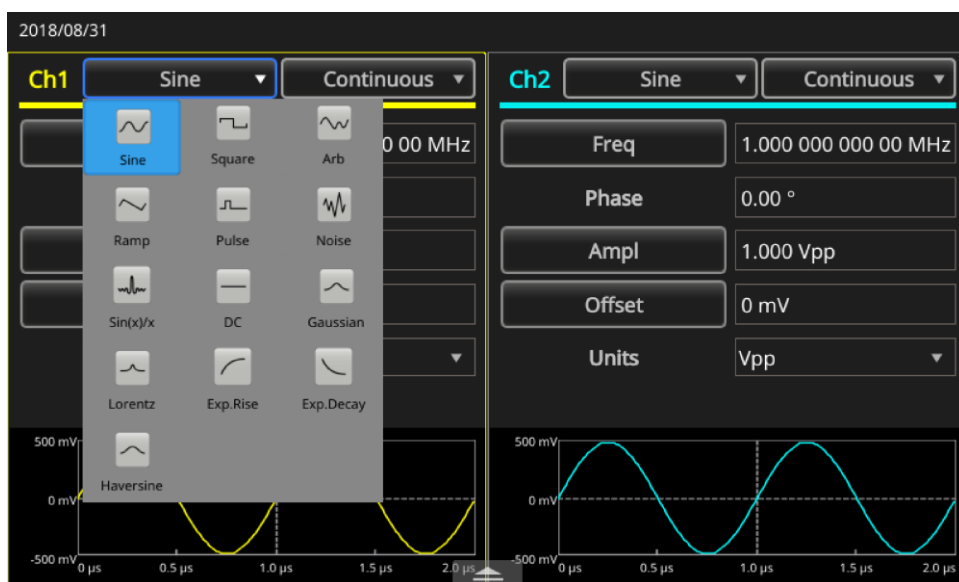 2018/08/31
Ch1 Sine Continuous
Ch2 Sine Continuous
Sine Square Arb
Ramp Pulse Noise
Sin(x)/x DC Gaussian
Lorentz Exp.Rise Exp.Decay
Haversine
0 00 MHz
500 mV
0 mV
-500 mV
0 µs 0.5 µs 1.0 µs 1.5 µs 2.0 µs
Freq 1.000 000 000 00 MHz
Phase 0.00 °
Ampl 1.000 Vpp
Offset 0 mV
Units Vpp
500 mV
0 mV
-500 mV
0 µs 0.5 µs 1.0 µs 1.5 µs 2.0 µs